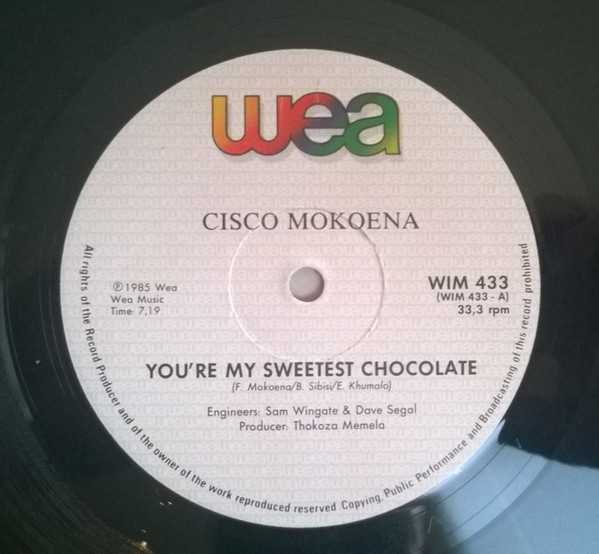 wea
CISCO MOKOENA
℗ 1985 Wea
Wea Music
Time: 7,19
WIM 433
(WIM 433 - A)
33,3 rpm
YOU'RE MY SWEETEST CHOCOLATE
(F. Mokoena/B. Sibisi/E. Khumalo)
Engineers: Sam Wingate & Dave Segal
Producer: Thokoza Memela
All rights of the Record Producer and of the owner of the work reproduced reserved Copying, Public Performance and Broadcasting of this record prohibited